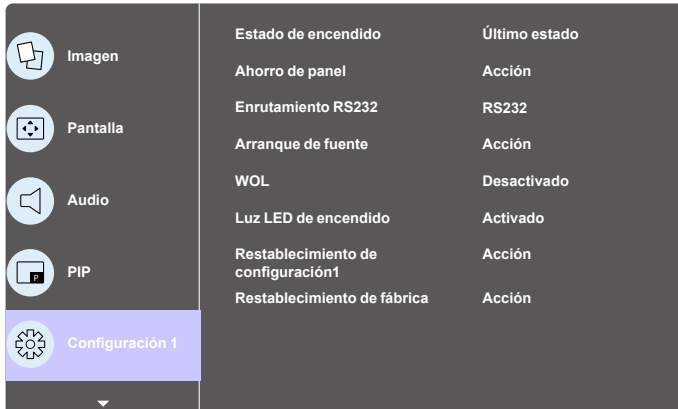 Imagen
Pantalla
Audio
PIP
P
Configuración 1
Estado de encendido Último estado
Ahorro de panel Acción
Enrutamiento RS232 RS232
Arranque de fuente Acción
WOL Desactivado
Luz LED de encendido Activado
Restablecimiento de Acción
configuración1
Restablecimiento de fábrica Acción